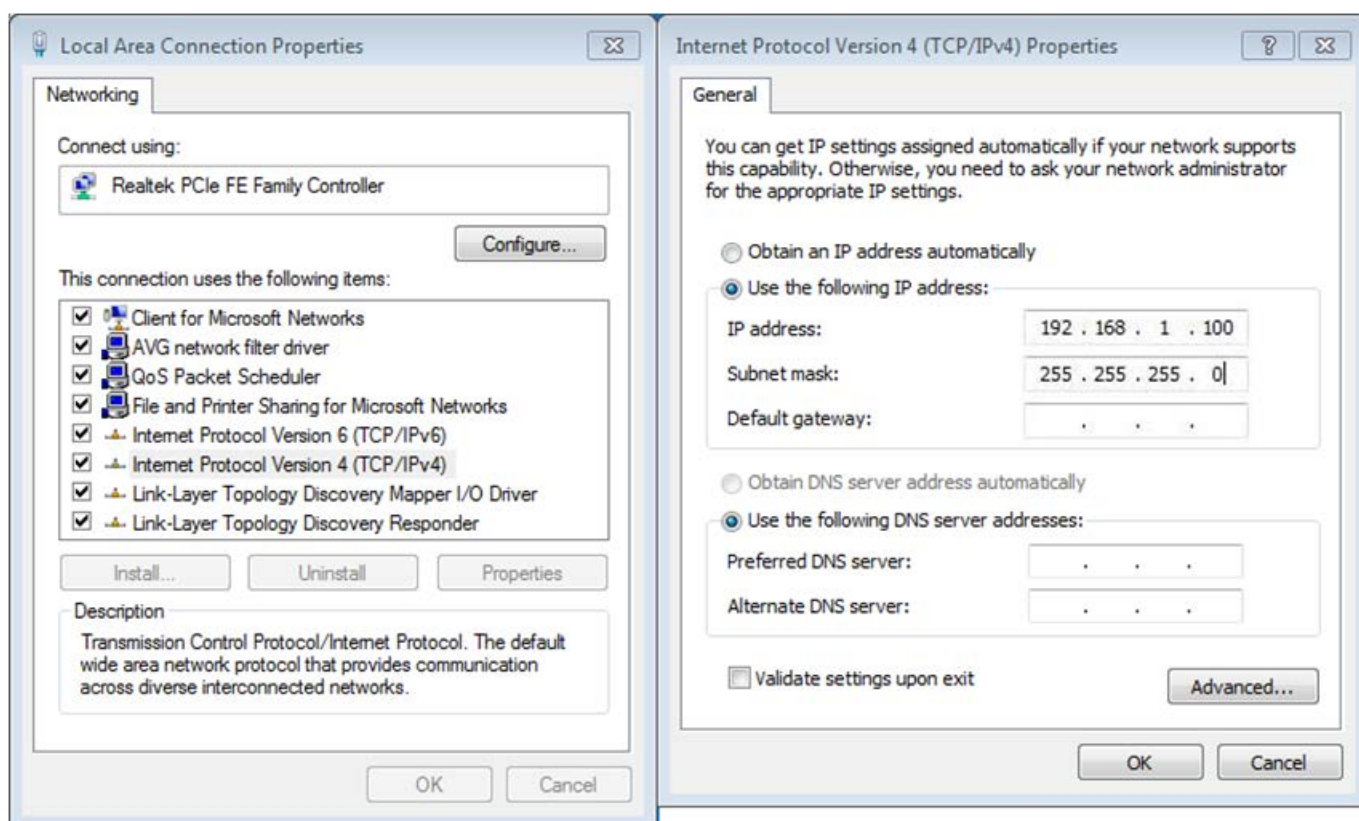 Local Area Connection Properties
Networking
Connect using:
Realtek PCIe FE Family Controller
Configure...
This connection uses the following items:
Client for Microsoft Networks
AVG network filter driver
QoS Packet Scheduler
File and Printer Sharing for Microsoft Networks
Internet Protocol Version 6 (TCP/IPv6)
Internet Protocol Version 4 (TCP/IPv4)
Link-Layer Topology Discovery Mapper I/O Driver
Link-Layer Topology Discovery Responder
Install... Uninstall Properties
Description
Transmission Control Protocol/Internet Protocol. The default
wide area network protocol that provides communication
across diverse interconnected networks.
OK Cancel
Internet Protocol Version 4 (TCP/IPv4) Properties
General
You can get IP settings assigned automatically if your network supports
this capability. Otherwise, you need to ask your network administrator
for the appropriate IP settings.
Obtain an IP address automatically
Use the following IP address:
IP address: 192 . 168 . 1 . 100
Subnet mask: 255 . 255 . 255 . 0
Default gateway: . . .
Obtain DNS server address automatically
Use the following DNS server addresses:
Preferred DNS server: . . .
Alternate DNS server: . . .
Validate settings upon exit
Advanced...
OK Cancel